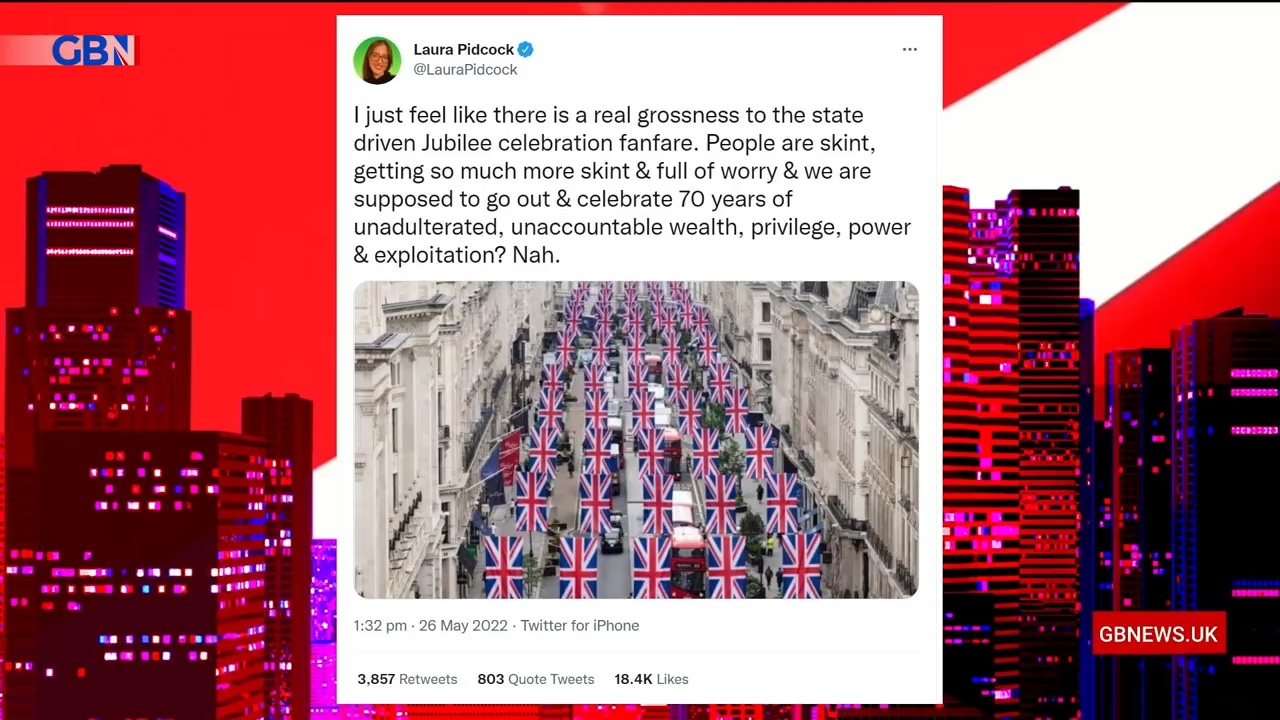 GBN
Laura Pidcock
@LauraPidcock
I just feel like there is a real grossness to the state
driven Jubilee celebration fanfare. People are skint,
getting so much more skint & full of worry & we are
supposed to go out & celebrate 70 years of
unadulterated, unaccountable wealth, privilege, power
& exploitation? Nah.
1:32 pm · 26 May 2022 · Twitter for iPhone
3,857 Retweets 803 Quote Tweets 18.4K Likes
GBNEWS.UK